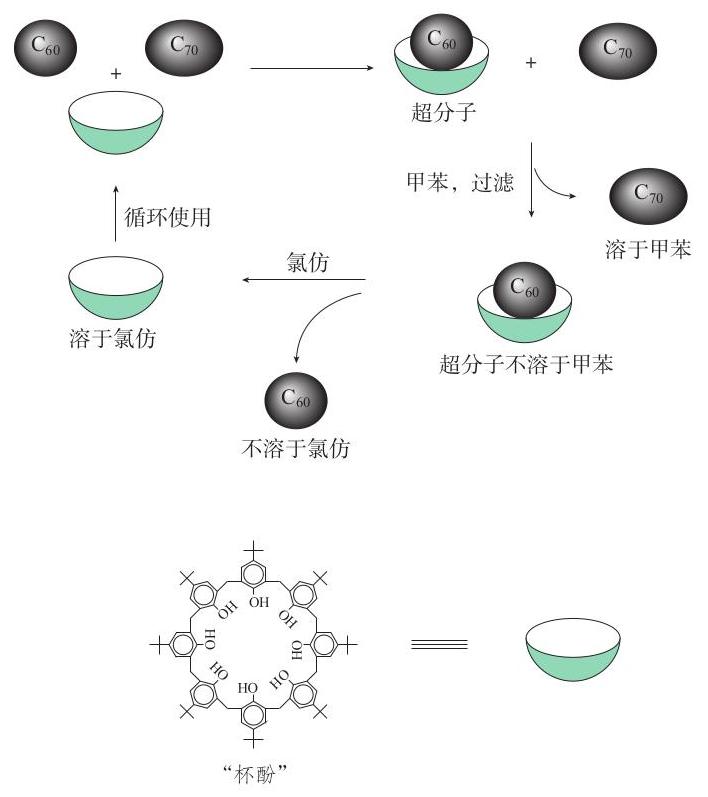 C60 + C70
C60 + C70
超分子
甲苯，过滤
C70
溶于甲苯
循环使用
氯仿
C60
溶于氯仿
超分子不溶于甲苯
C60
不溶于氯仿
OH
OH
OH
OH
HO
HO
HO
HO
“杯酚”